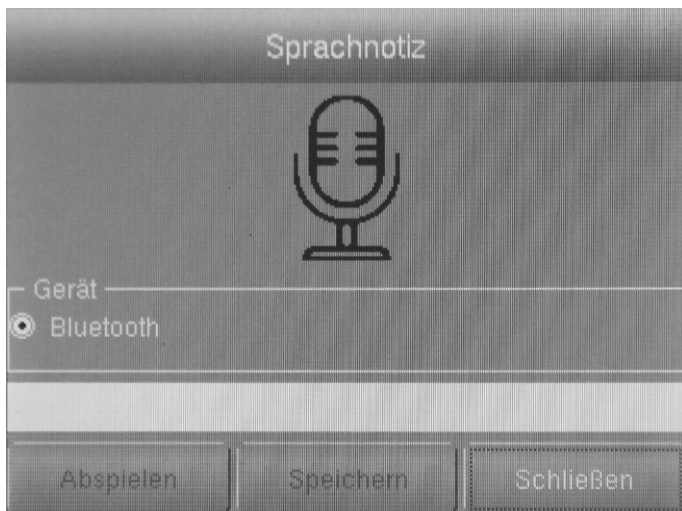 Sprachnotiz
Gerät
Bluetooth
Abspielen
Speichern
Schließen